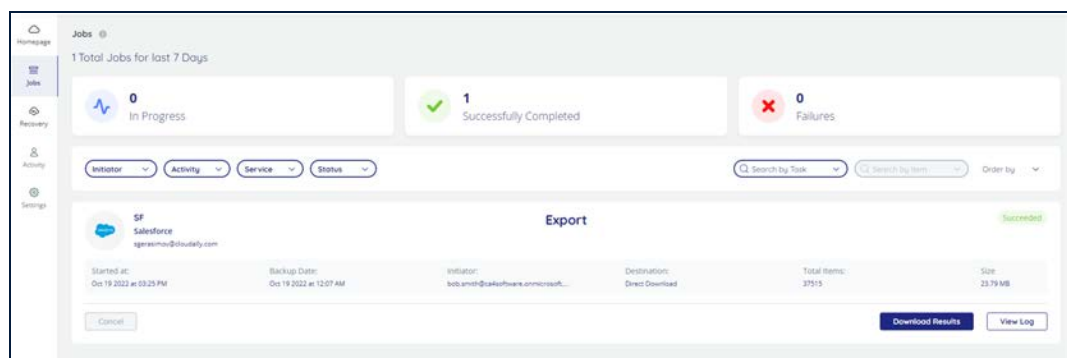 Homepage
Jobs
Recovery
Activity
Settings
Jobs
1 Total Jobs for last 7 Days
0
In Progress
1
Successfully Completed
0
Failures
Initiator
Activity
Service
Status
Search by Task
Search by Item
Order by
SF
Salesforce
sgerasimov@cloudally.com
Export
Succeeded
Started at:
Oct 19 2022 at 03:25 PM
Backup Date:
Oct 19 2022 at 12:07 AM
Initiator:
bob.smith@ca4software.onmicrosoft....
Destination:
Direct Download
Total Items:
37515
Size
23.79 MB
Cancel
Download Results
View Log